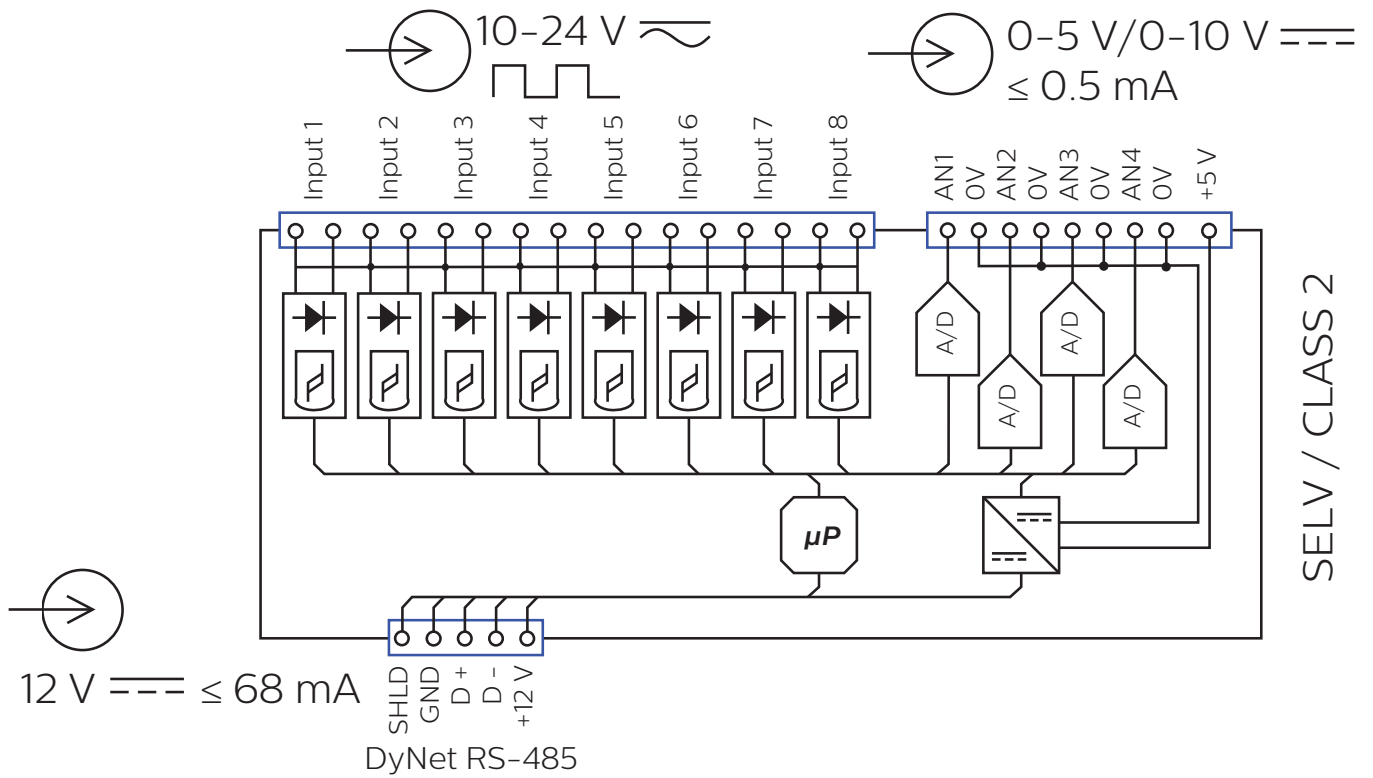 10-24 V
0-5 V/0-10 V
≤ 0.5 mA
Input 1
Input 2
Input 3
Input 4
Input 5
Input 6
Input 7
Input 8
AN1
0V
AN2
0V
AN3
0V
AN4
0V
+5 V
A/D
A/D
A/D
A/D
SELV / CLASS 2
µP
12 V ≤ 68 mA
SHLD
GND
D +
D -
+12 V
DyNet RS-485